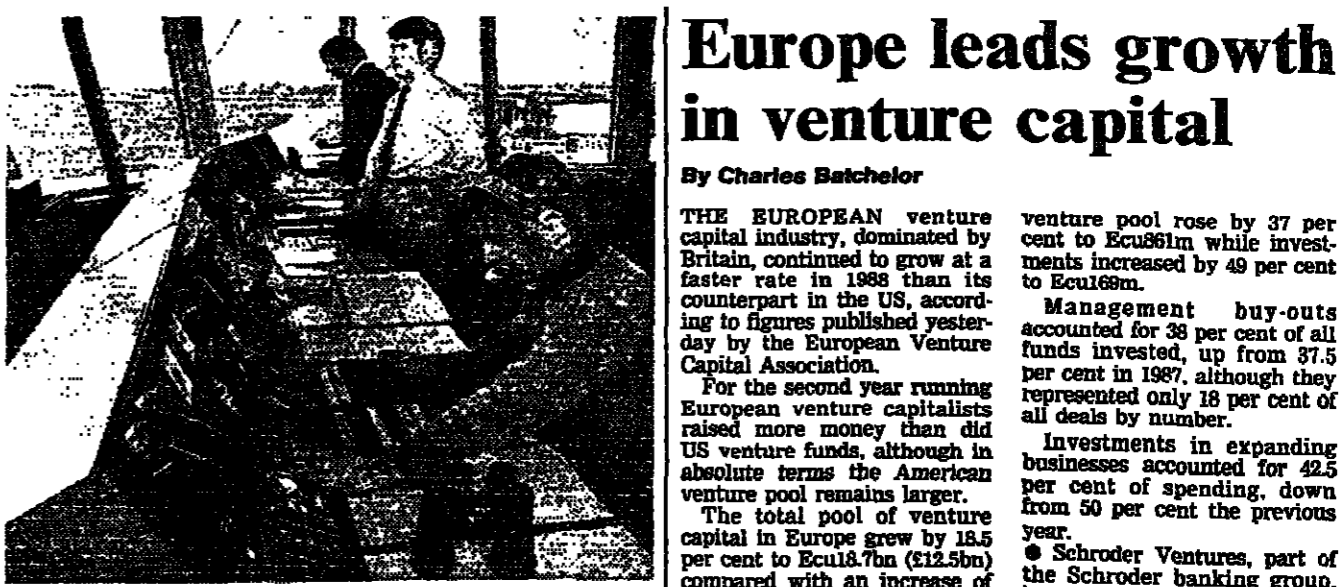 Europe leads growth
in venture capital
By Charles Batchelor
THE EUROPEAN venture
capital industry, dominated by
Britain, continued to grow at a
faster rate in 1988 than its
counterpart in the US, accord-
ing to figures published yester-
day by the European Venture
Capital Association.
For the second year running
European venture capitalists
raised more money than did
US venture funds, although in
absolute terms the American
venture pool remains larger.
The total pool of venture
capital in Europe grew by 18.5
per cent to Ecu18.7bn (£12.5bn)
compared with an increase of
venture pool rose by 37 per
cent to Ecu861m while invest-
ments increased by 49 per cent
to Ecu169m.
Management buy-outs
accounted for 38 per cent of all
funds invested, up from 37.5
per cent in 1987, although they
represented only 18 per cent of
all deals by number.
Investments in expanding
businesses accounted for 42.5
per cent of spending, down
from 50 per cent the previous
year.
● Schroder Ventures, part of
the Schroder banking group